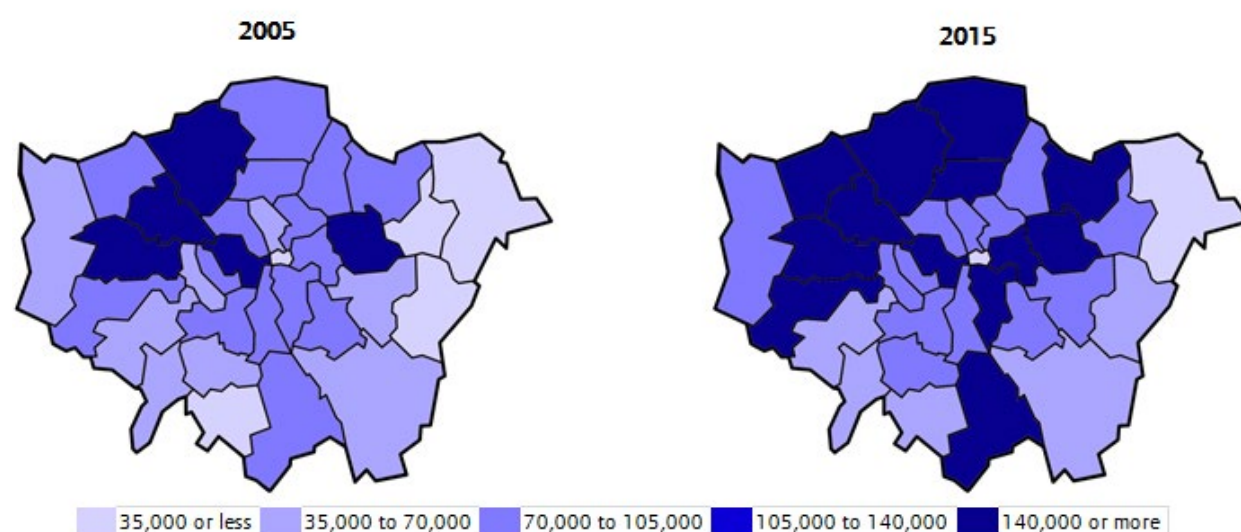 2005
2015
35,000 or less
35,000 to 70,000
70,000 to 105,000
105,000 to 140,000
140,000 or more